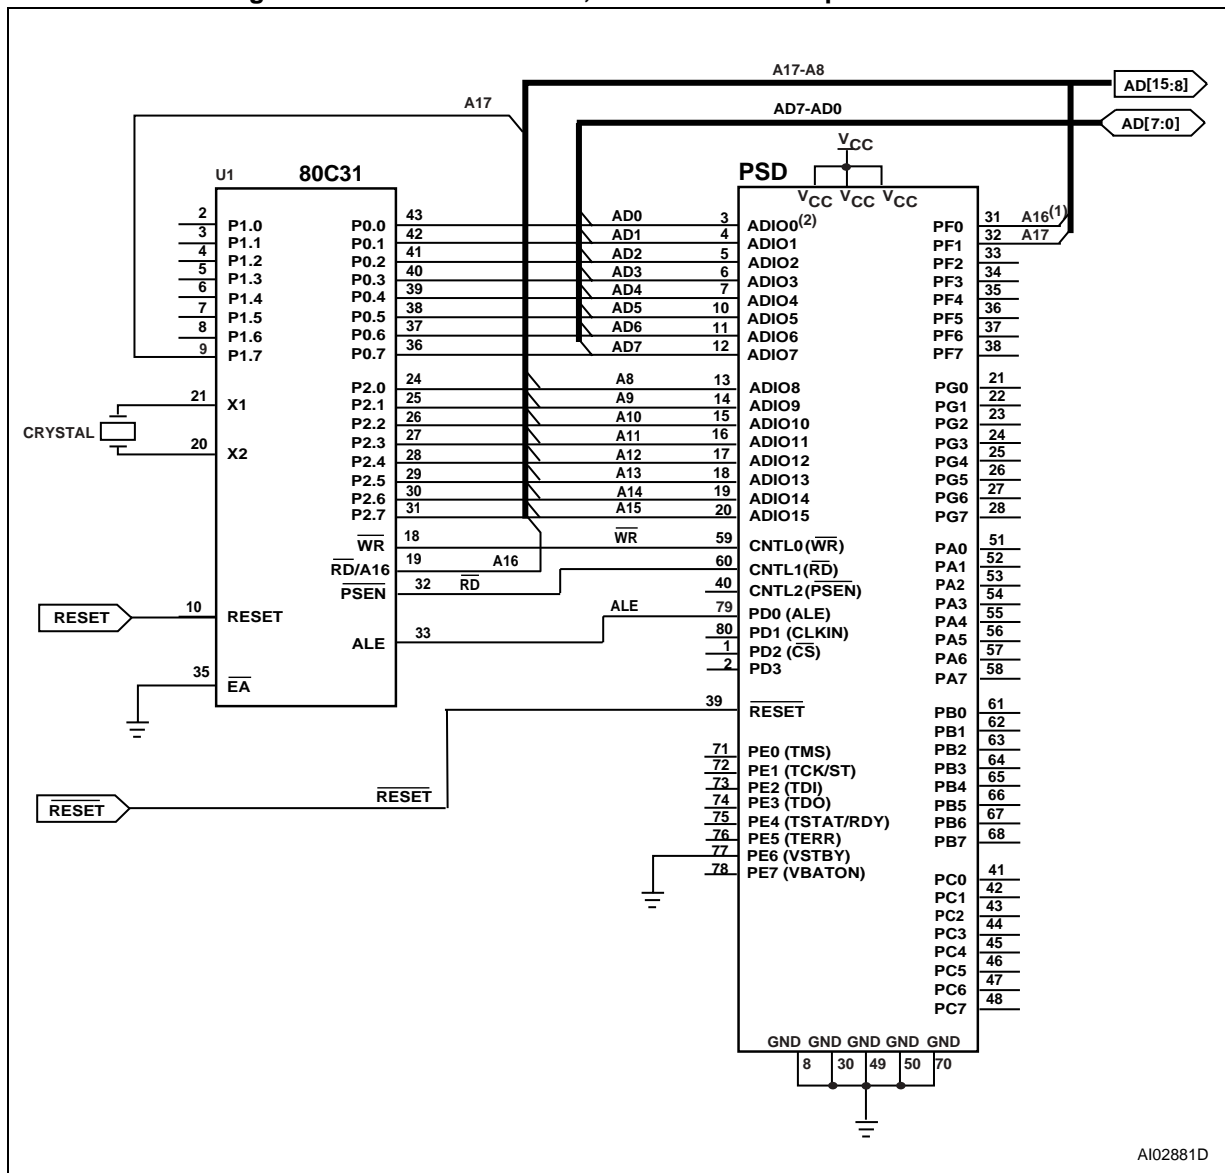 A17-A8
AD[15:8]
A17
AD7-AD0
AD[7:0]
VCC
U1
80C31
PSD
VCC VCC VCC
2 P1.0
3 P1.1
4 P1.2
5 P1.3
6 P1.4
7 P1.5
8 P1.6
9 P1.7
21 X1
CRYSTAL
20 X2
RESET 10 RESET
35 EA
P0.0 43 AD0 3 ADIO0(2)
P0.1 42 AD1 4 ADIO1
P0.2 41 AD2 5 ADIO2
P0.3 40 AD3 6 ADIO3
P0.4 39 AD4 7 ADIO4
P0.5 38 AD5 10 ADIO5
P0.6 37 AD6 11 ADIO6
P0.7 36 AD7 12 ADIO7
P2.0 24 A8 13 ADIO8
P2.1 25 A9 14 ADIO9
P2.2 26 A10 15 ADIO10
P2.3 27 A11 16 ADIO11
P2.4 28 A12 17 ADIO12
P2.5 29 A13 18 ADIO13
P2.6 30 A14 19 ADIO14
P2.7 31 A15 20 ADIO15
WR 18 WR 59 CNTL0(WR)
RD/A16 19 A16
PSEN 32 RD 60 CNTL1(RD)
40 CNTL2(PSEN)
ALE 33 ALE 79 PD0 (ALE)
80 PD1 (CLKIN)
1 PD2 (CS)
2 PD3
39 RESET
RESET RESET
71 PE0 (TMS)
72 PE1 (TCK/ST)
73 PE2 (TDI)
74 PE3 (TDO)
75 PE4 (TSTAT/RDY)
76 PE5 (TERR)
77 PE6 (VSTBY)
78 PE7 (VBATON)
PF0 31 A16(1)
PF1 32 A17
PF2 33
PF3 34
PF4 35
PF5 36
PF6 37
PF7 38
PG0 21
PG1 22
PG2 23
PG3 24
PG4 25
PG5 26
PG6 27
PG7 28
PA0 51
PA1 52
PA2 53
PA3 54
PA4 55
PA5 56
PA6 57
PA7 58
PB0 61
PB1 62
PB2 63
PB3 64
PB4 65
PB5 66
PB6 67
PB7 68
PC0 41
PC1 42
PC2 43
PC3 44
PC4 45
PC5 46
PC6 47
PC7 48
GND GND GND GND GND
8 30 49 50 70
AI02881D